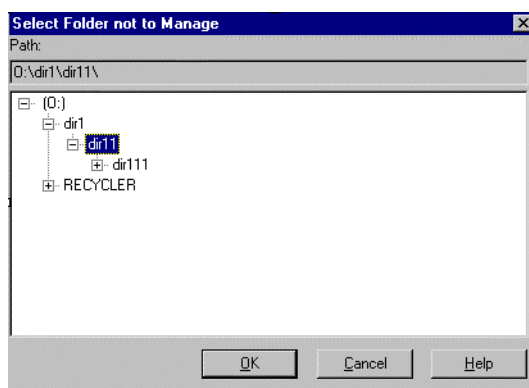 Select Folder not to Manage
Path:
O:\dir1\dir11\
(O:)
dir1
dir11
dir111
RECYCLER
OK Cancel Help